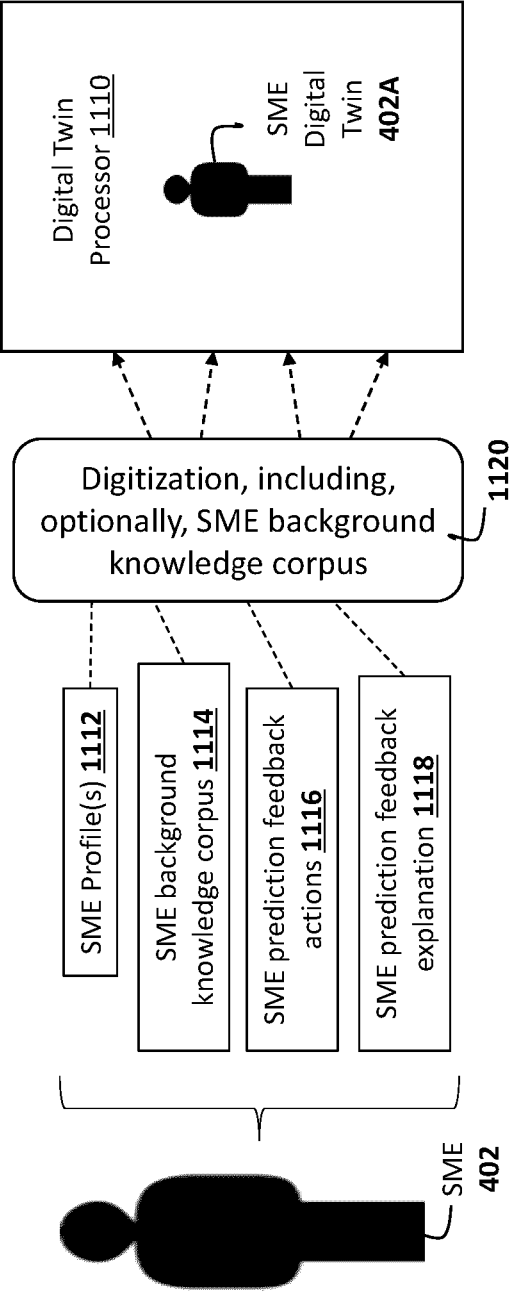 SME
402
SME Profile(s) 1112
SME background
knowledge corpus 1114
SME prediction feedback
actions 1116
SME prediction feedback
explanation 1118
Digitization, including,
optionally, SME background
knowledge corpus
1120
Digital Twin
Processor 1110
SME
Digital
Twin
402A